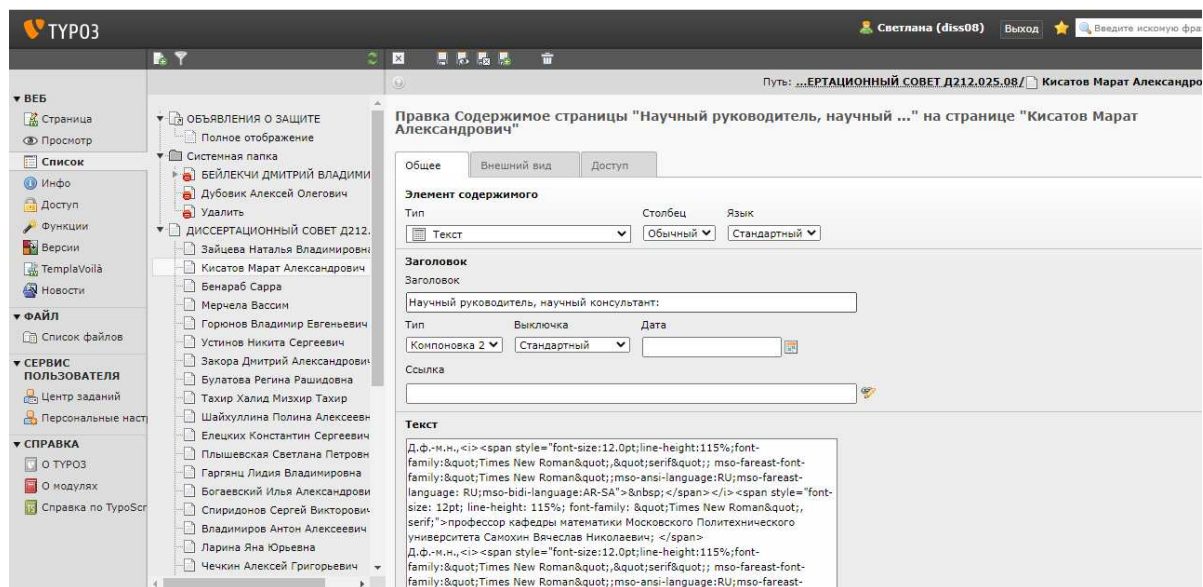 TYPO3
Светлана (diss08)
Выход
Введите искомую фра
Путь: ...ЕРТАЦИОННЫЙ СОВЕТ Д212.025.08/ Кисатов Марат Александро
ВЕБ
Страница
Просмотр
Список
Инфо
Доступ
Функции
Версии
TemplaVoilà
Новости
ФАЙЛ
Список файлов
СЕРВИС
ПОЛЬЗОВАТЕЛЯ
Центр заданий
Персональные наст
СПРАВКА
О TYPO3
О модулях
Справка по TypoScr
ОБЪЯВЛЕНИЯ О ЗАЩИТЕ
Полное отображение
Системная папка
БЕЙЛЕКЧИ ДМИТРИЙ ВЛАДИМИ
Дубовик Алексей Олегович
Удалить
ДИССЕРТАЦИОННЫЙ СОВЕТ Д212.
Зайцева Наталья Владимировна
Кисатов Марат Александрович
Бенараб Сарра
Мерчела Вассим
Горюнов Владимир Евгеньевич
Устинов Никита Сергеевич
Закора Дмитрий Александрович
Булатова Регина Рашидовна
Тахир Халид Мизхир Тахир
Шайхуллина Полина Алексеевн
Елецких Константин Сергеевич
Плышевская Светлана Петровн
Гаргянц Лидия Владимировна
Богаевский Илья Александрови
Спиридонов Сергей Викторович
Владимиров Антон Алексеевич
Ларина Яна Юрьевна
Чечкин Алексей Григорьевич
Правка Содержимое страницы "Научный руководитель, научный ..." на странице "Кисатов Марат
Александрович"
Общее
Внешний вид
Доступ
Элемент содержимого
Тип Столбец Язык
Текст Обычный Стандартный
Заголовок
Заголовок
Научный руководитель, научный консультант:
Тип Выключка Дата
Компоновка 2 Стандартный
Ссылка
Текст
Д.ф.-м.н.,<i><span style="font-size:12.0pt;line-height:115%;font-
family:&quot;Times New Roman&quot;,&quot;serif&quot;; mso-fareast-font-
family:&quot;Times New Roman&quot;;mso-ansi-language:RU;mso-fareast-
language: RU;mso-bidi-language:AR-SA">&nbsp;</span></i><span style="font-
size: 12pt; line-height: 115%; font-family: &quot;Times New Roman&quot;,
serif;">профессор кафедры математики Московского Политехнического
университета Самохин Вячеслав Николаевич; </span>
Д.ф.-м.н.,<i><span style="font-size:12.0pt;line-height:115%;font-
family:&quot;Times New Roman&quot;,&quot;serif&quot;; mso-fareast-font-
family:&quot;Times New Roman&quot;;mso-ansi-language:RU;mso-fareast-